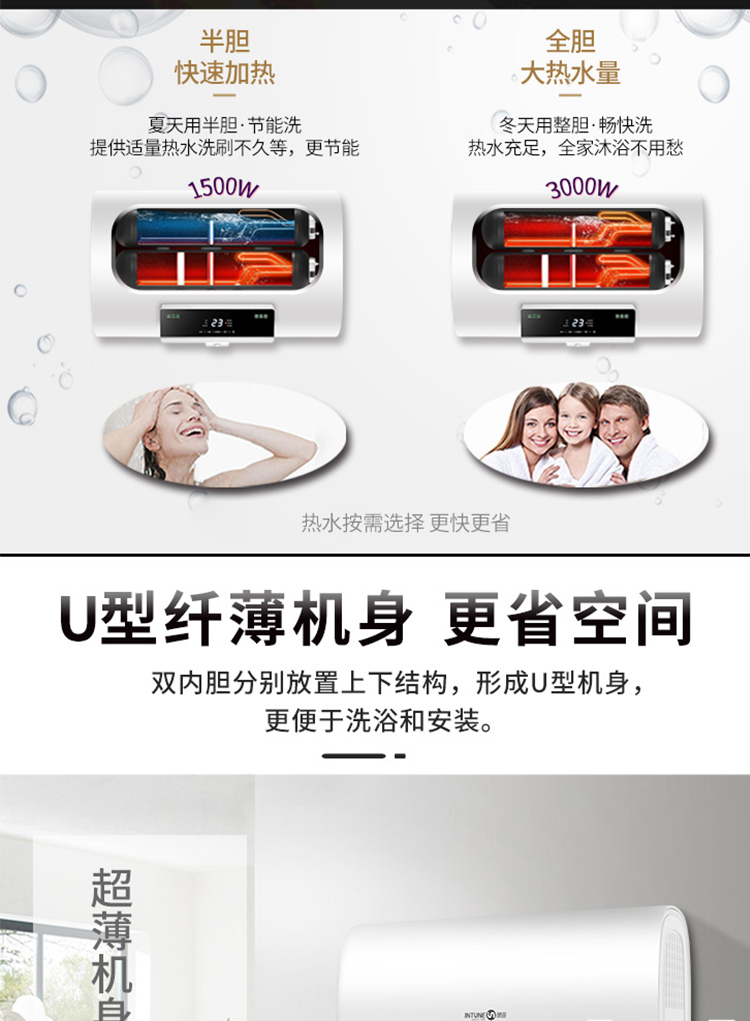 半胆
快速加热
夏天用半胆·节能洗
提供适量热水洗刷不久等，更节能
1500W
23
全胆
大热水量
冬天用整胆·畅快洗
热水充足，全家沐浴不用愁
3000W
23
热水按需选择 更快更省
U型纤薄机身 更省空间
双内胆分别放置上下结构，形成U型机身，
更便于洗浴和安装。
超薄机身
INTUNE